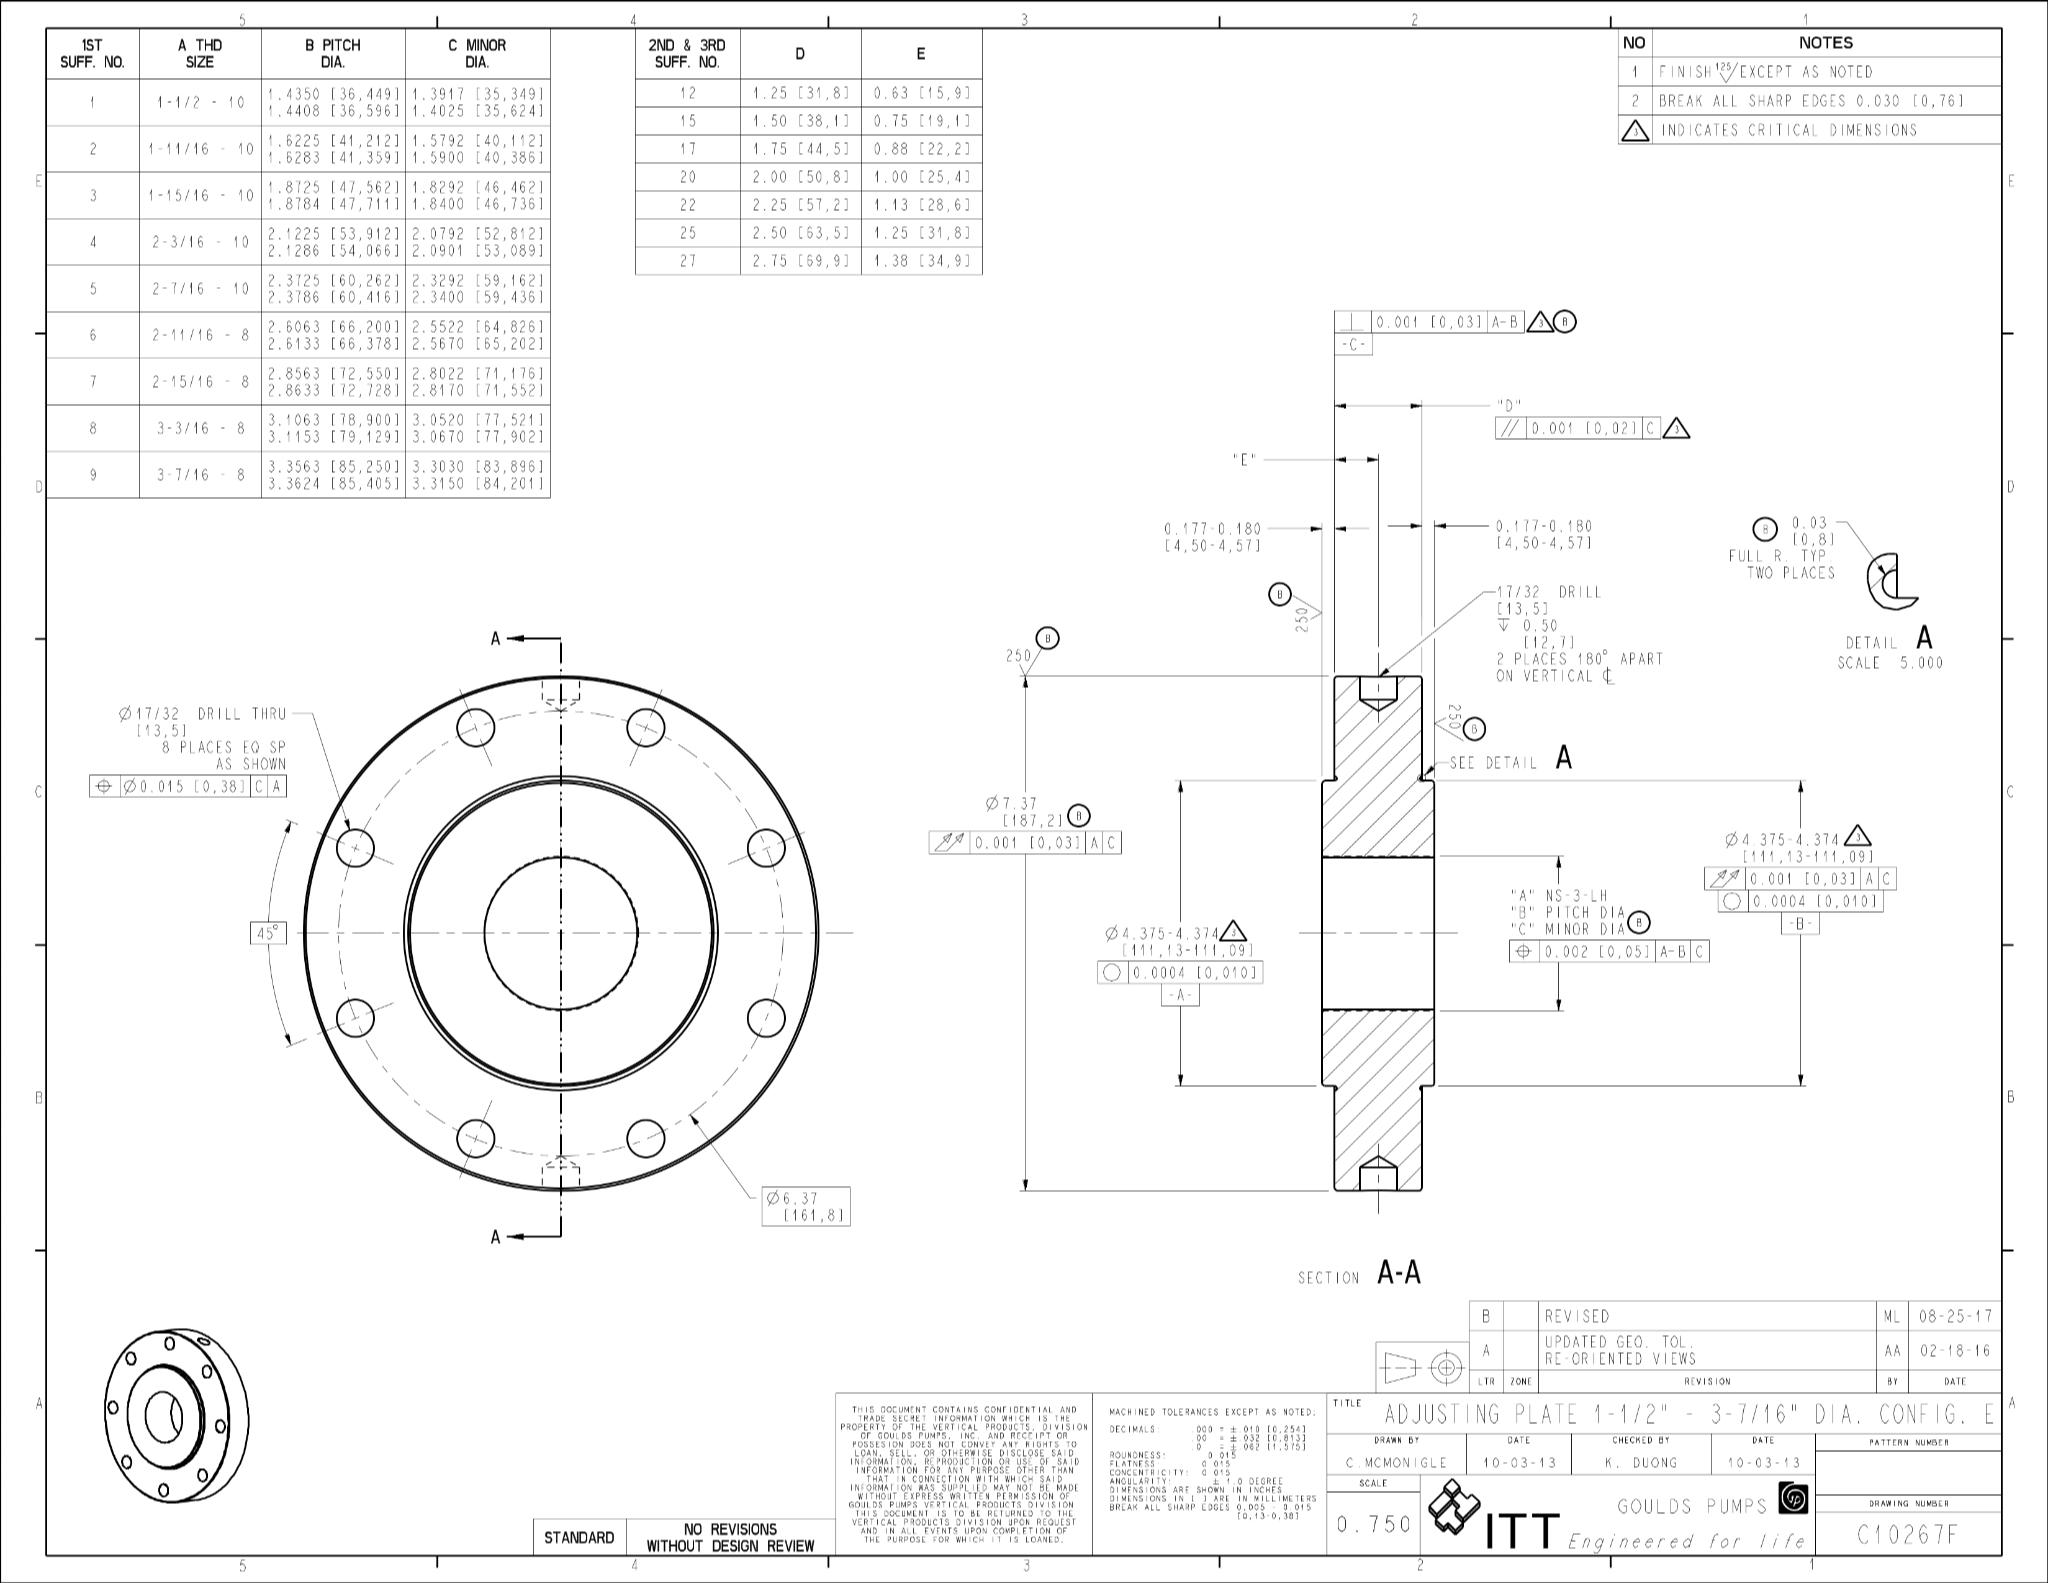 5 4 3 2 1
1ST SUFF. NO. A THD SIZE B PITCH DIA. C MINOR DIA.
1 1-1/2 - 10 1.4350 [36,449] 1.3917 [35,349]
1.4408 [36,596] 1.4025 [35,624]
2 1-11/16 - 10 1.6225 [41,212] 1.5792 [40,112]
1.6283 [41,359] 1.5900 [40,386]
3 1-15/16 - 10 1.8725 [47,562] 1.8292 [46,462]
1.8784 [47,711] 1.8400 [46,736]
4 2-3/16 - 10 2.1225 [53,912] 2.0792 [52,812]
2.1286 [54,066] 2.0901 [53,089]
5 2-7/16 - 10 2.3725 [60,262] 2.3292 [59,162]
2.3786 [60,416] 2.3400 [59,436]
6 2-11/16 - 8 2.6063 [66,200] 2.5522 [64,826]
2.6133 [66,378] 2.5670 [65,202]
7 2-15/16 - 8 2.8563 [72,550] 2.8022 [71,176]
2.8633 [72,728] 2.8170 [71,552]
8 3-3/16 - 8 3.1063 [78,900] 3.0520 [77,521]
3.1153 [79,129] 3.0670 [77,902]
9 3-7/16 - 8 3.3563 [85,250] 3.3030 [83,896]
3.3624 [85,405] 3.3150 [84,201]
2ND & 3RD SUFF. NO. D E
12 1.25 [31,8] 0.63 [15,9]
15 1.50 [38,1] 0.75 [19,1]
17 1.75 [44,5] 0.88 [22,2]
20 2.00 [50,8] 1.00 [25,4]
22 2.25 [57,2] 1.13 [28,6]
25 2.50 [63,5] 1.25 [31,8]
27 2.75 [69,9] 1.38 [34,9]
NO NOTES
1 FINISH 125 EXCEPT AS NOTED
2 BREAK ALL SHARP EDGES 0.030 [0,76]
3 INDICATES CRITICAL DIMENSIONS
E E
D D
C C
B B
A A
⊥ 0.001 [0,03] A-B 3 B
-C-
"D"
// 0.001 [0,02] C 3
"E"
0.177-0.180
[4,50-4,57]
0.177-0.180
[4,50-4,57]
B 250
17/32 DRILL
[13,5]
↧ 0.50
[12,7]
2 PLACES 180° APART
ON VERTICAL ℄
B 0.03
[0,8]
FULL R. TYP
TWO PLACES
DETAIL A
SCALE 5.000
250 B
250 B
SEE DETAIL A
A
Ø17/32 DRILL THRU
[13,5]
8 PLACES EQ SP
AS SHOWN
⌖ Ø0.015 [0,38] C A
45°
Ø6.37
[161,8]
A
Ø7.37
[187,2] B
0.001 [0,03] A C
Ø4.375-4.374 3
[111,13-111,09]
○ 0.0004 [0,010]
-A-
"A" NS-3-LH
"B" PITCH DIA
"C" MINOR DIA B
⌖ 0.002 [0,05] A-B C
Ø4.375-4.374 3
[111,13-111,09]
0.001 [0,03] A C
○ 0.0004 [0,010]
-B-
SECTION A-A
B REVISED ML 08-25-17
A UPDATED GEO. TOL.
RE-ORIENTED VIEWS AA 02-18-16
LTR ZONE REVISION BY DATE
STANDARD
NO REVISIONS
WITHOUT DESIGN REVIEW
THIS DOCUMENT CONTAINS CONFIDENTIAL AND
TRADE SECRET INFORMATION WHICH IS THE
PROPERTY OF THE VERTICAL PRODUCTS, DIVISION
OF GOULDS PUMPS, INC. AND RECEIPT OR
POSSESION DOES NOT CONVEY ANY RIGHTS TO
LOAN, SELL, OR OTHERWISE DISCLOSE SAID
INFORMATION. REPRODUCTION OR USE OF SAID
INFORMATION FOR ANY PURPOSE OTHER THAN
THAT IN CONNECTION WITH WHICH SAID
INFORMATION WAS SUPPLIED MAY NOT BE MADE
WITHOUT EXPRESS WRITTEN PERMISSION OF
GOULDS PUMPS VERTICAL PRODUCTS DIVISION
THIS DOCUMENT IS TO BE RETURNED TO THE
VERTICAL PRODUCTS DIVISION UPON REQUEST
AND IN ALL EVENTS UPON COMPLETION OF
THE PURPOSE FOR WHICH IT IS LOANED.
MACHINED TOLERANCES EXCEPT AS NOTED:
DECIMALS: .000 = ± .010 [0,254]
.00 = ± .032 [0,813]
.0 = ± .062 [1,575]
ROUNDNESS: 0.015
FLATNESS 0.015
CONCENTRICITY: 0.015
ANGULARITY: ± 1.0 DEGREE
DIMENSIONS ARE SHOWN IN INCHES
DIMENSIONS IN [ ] ARE IN MILLIMETERS
BREAK ALL SHARP EDGES 0.005 - 0.015
[0,13-0,38]
TITLE
ADJUSTING PLATE 1-1/2" - 3-7/16" DIA. CONFIG. E
DRAWN BY DATE CHECKED BY DATE PATTERN NUMBER
C.MCMONIGLE 10-03-13 K. DUONG 10-03-13
SCALE
0.750
ITT
GOULDS PUMPS
Engineered for life
DRAWING NUMBER
C10267F
5 4 3 2 1